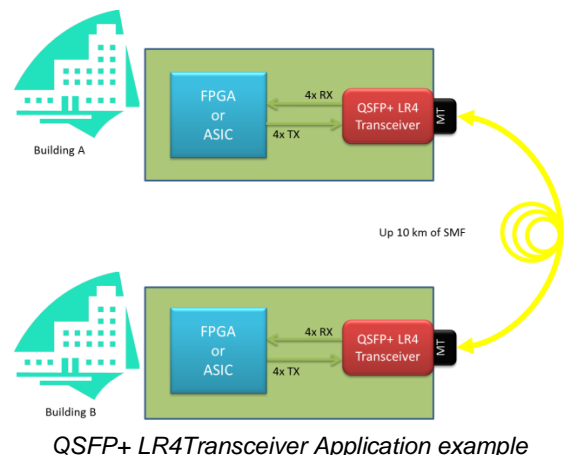 FPGA
or
ASIC
4x RX
4x TX
QSFP+ LR4
Transceiver
MT
Building A
Up 10 km of SMF
FPGA
or
ASIC
4x RX
4x TX
QSFP+ LR4
Transceiver
MT
Building B
QSFP+ LR4Transceiver Application example